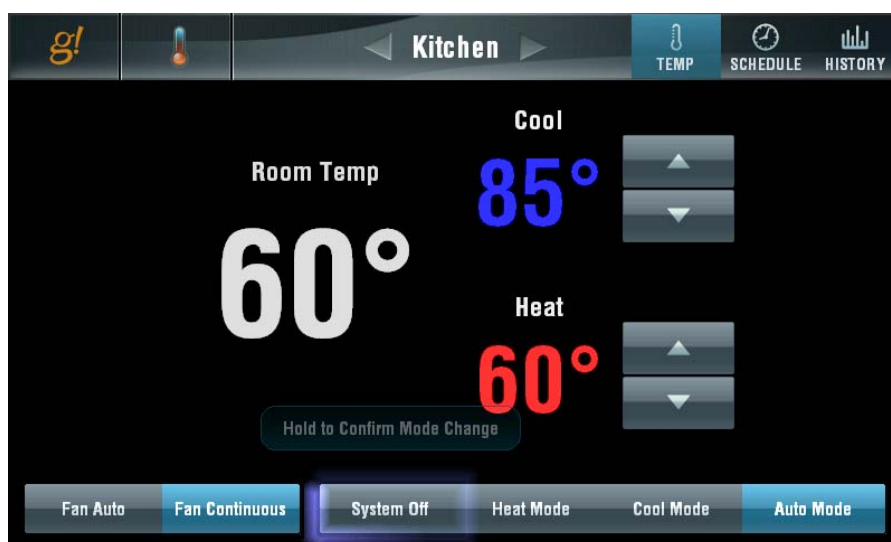 g!
Kitchen
TEMP
SCHEDULE
HISTORY
Room Temp
60°
Cool
85°
Heat
60°
Hold to Confirm Mode Change
Fan Auto
Fan Continuous
System Off
Heat Mode
Cool Mode
Auto Mode